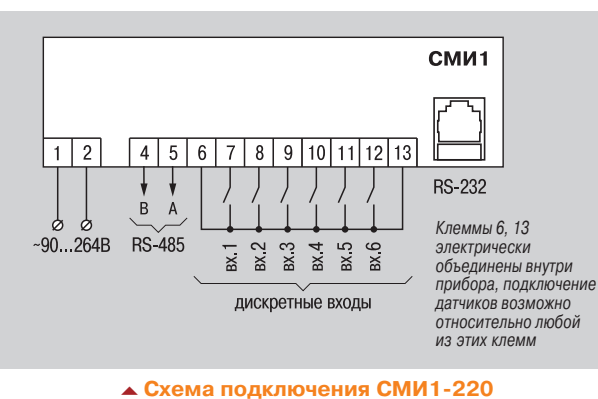 СМИ1
1 2 4 5 6 7 8 9 10 11 12 13
RS-232
B A
~90...264В RS-485
вх.1 вх.2 вх.3 вх.4 вх.5 вх.6
дискретные входы
Клеммы 6, 13
электрически
объединены внутри
прибора, подключение
датчиков возможно
относительно любой
из этих клемм
Схема подключения СМИ1-220